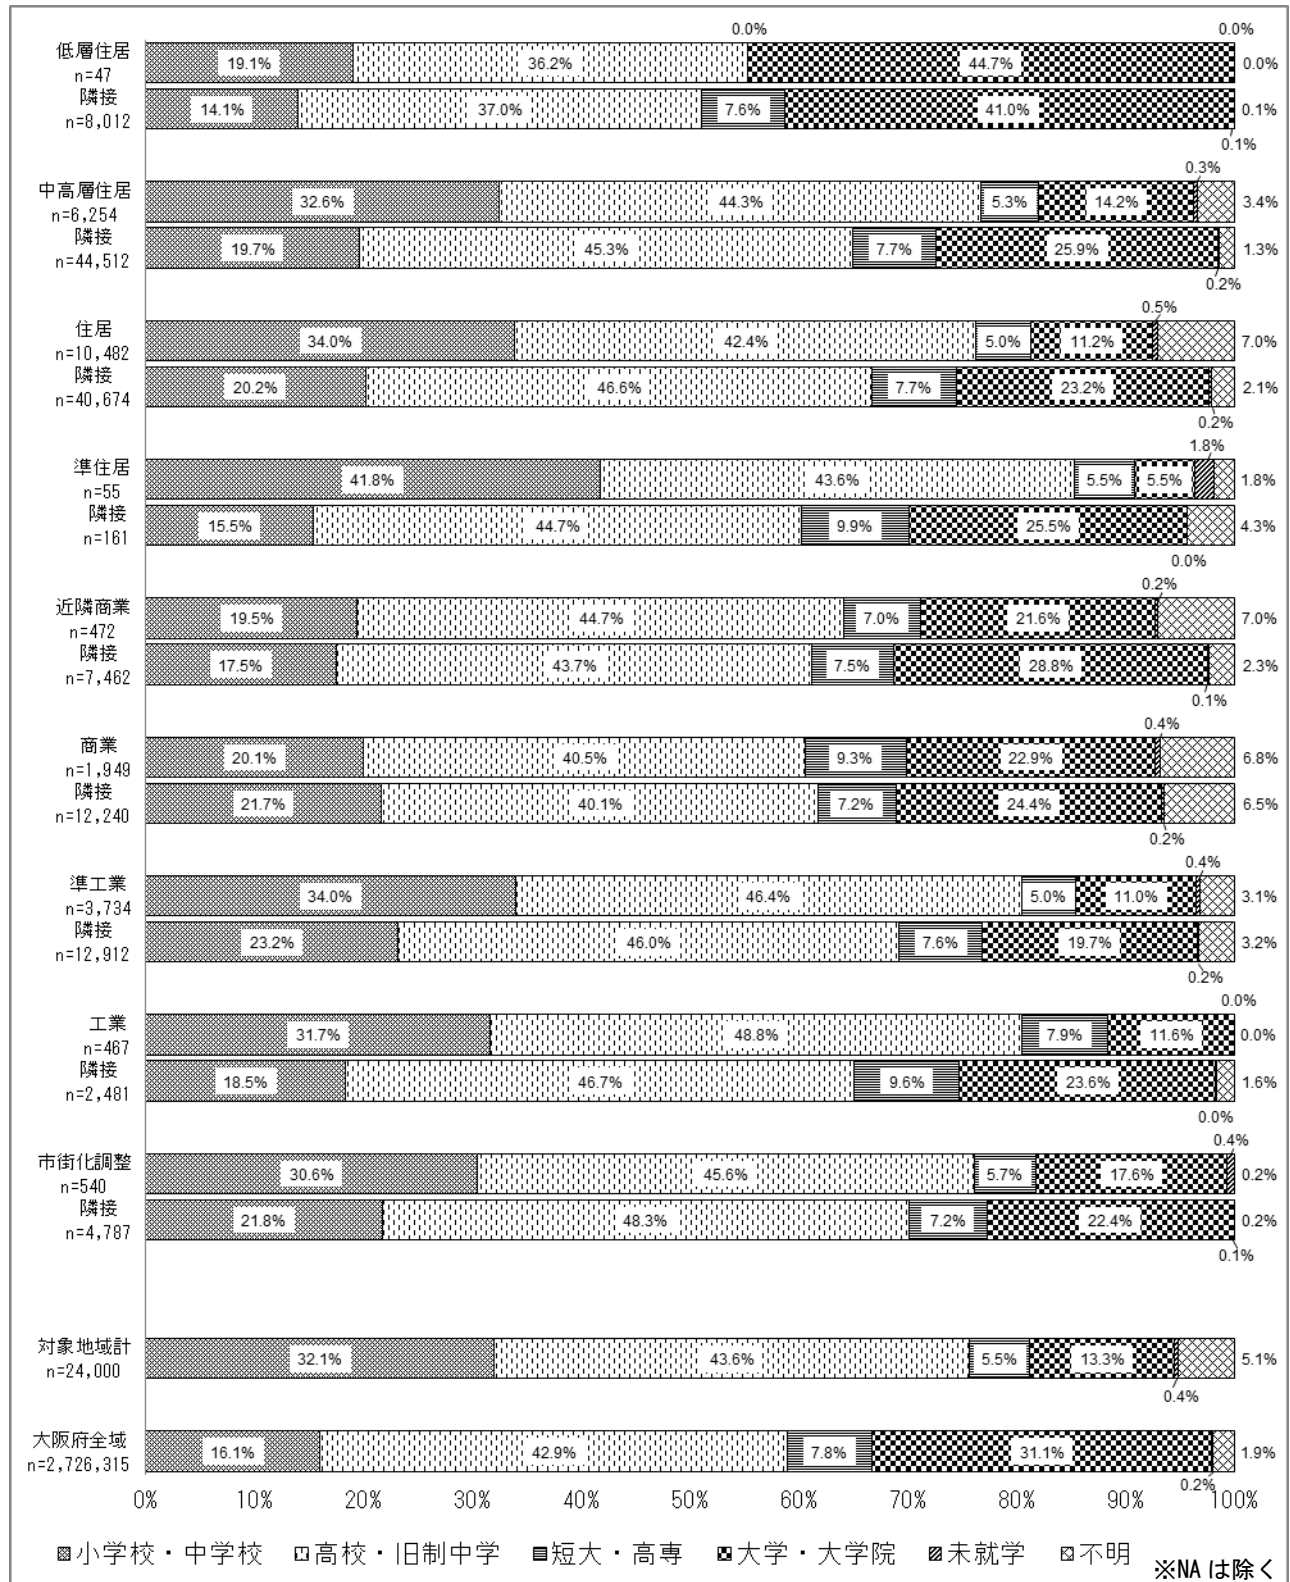 0.0% 0.0%
低層住居
n=47
19.1% 36.2% 44.7% 0.0%
隣接
n=8,012
14.1% 37.0% 7.6% 41.0% 0.1%
0.1%
0.3%
中高層住居
n=6,254
32.6% 44.3% 5.3% 14.2% 3.4%
隣接
n=44,512
19.7% 45.3% 7.7% 25.9% 1.3%
0.2%
0.5%
住居
n=10,482
34.0% 42.4% 5.0% 11.2% 7.0%
隣接
n=40,674
20.2% 46.6% 7.7% 23.2% 2.1%
0.2%
1.8%
準住居
n=55
41.8% 43.6% 5.5% 5.5% 1.8%
隣接
n=161
15.5% 44.7% 9.9% 25.5% 4.3%
0.0%
0.2%
近隣商業
n=472
19.5% 44.7% 7.0% 21.6% 7.0%
隣接
n=7,462
17.5% 43.7% 7.5% 28.8% 2.3%
0.1%
0.4%
商業
n=1,949
20.1% 40.5% 9.3% 22.9% 6.8%
隣接
n=12,240
21.7% 40.1% 7.2% 24.4% 6.5%
0.2%
0.4%
準工業
n=3,734
34.0% 46.4% 5.0% 11.0% 3.1%
隣接
n=12,912
23.2% 46.0% 7.6% 19.7% 3.2%
0.2%
0.0%
工業
n=467
31.7% 48.8% 7.9% 11.6% 0.0%
隣接
n=2,481
18.5% 46.7% 9.6% 23.6% 1.6%
0.0%
0.4%
市街化調整
n=540
30.6% 45.6% 5.7% 17.6% 0.2%
隣接
n=4,787
21.8% 48.3% 7.2% 22.4% 0.2%
0.1%
対象地域計
n=24,000
32.1% 43.6% 5.5% 13.3% 5.1%
0.4%
大阪府全域
n=2,726,315
16.1% 42.9% 7.8% 31.1% 1.9%
0.2%
0% 10% 20% 30% 40% 50% 60% 70% 80% 90% 100%
小学校・中学校 高校・旧制中学 短大・高専 大学・大学院 未就学 不明
※NAは除く